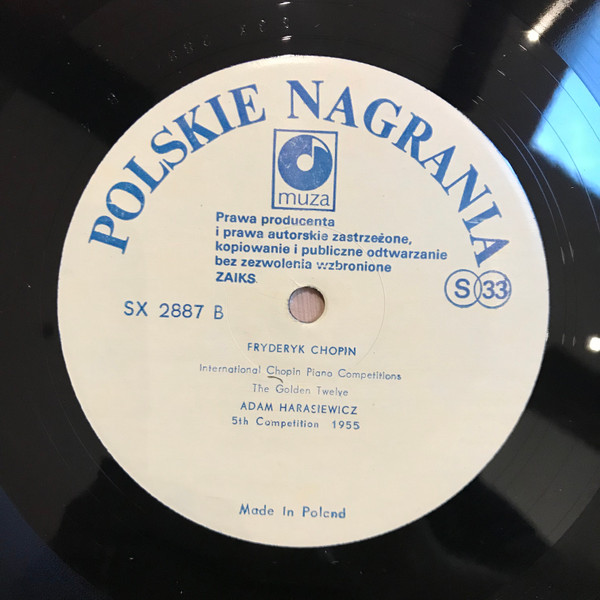 POLSKIE NAGRANIA
muza
Prawa producenta
i prawa autorskie zastrzeżone,
kopiowanie i publiczne odtwarzanie
bez zezwolenia wzbronione
ZAIKS.
S 33
SX 2887 B
FRYDERYK CHOPIN
International Chopin Piano Competitions
The Golden Twelve
ADAM HARASIEWICZ
5th Competition 1955
Made in Poland